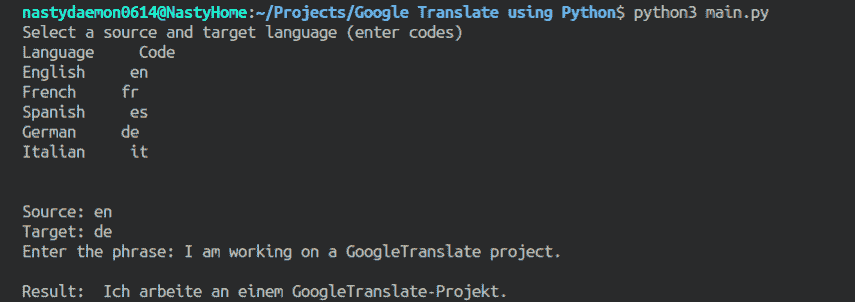 nastydaemon0614@NastyHome:~/Projects/Google Translate using Python$ python3 main.py
Select a source and target language (enter codes)
Language     Code
English     en
French     fr
Spanish     es
German     de
Italian     it
Source: en
Target: de
Enter the phrase: I am working on a GoogleTranslate project.
Result:  Ich arbeite an einem GoogleTranslate-Projekt.